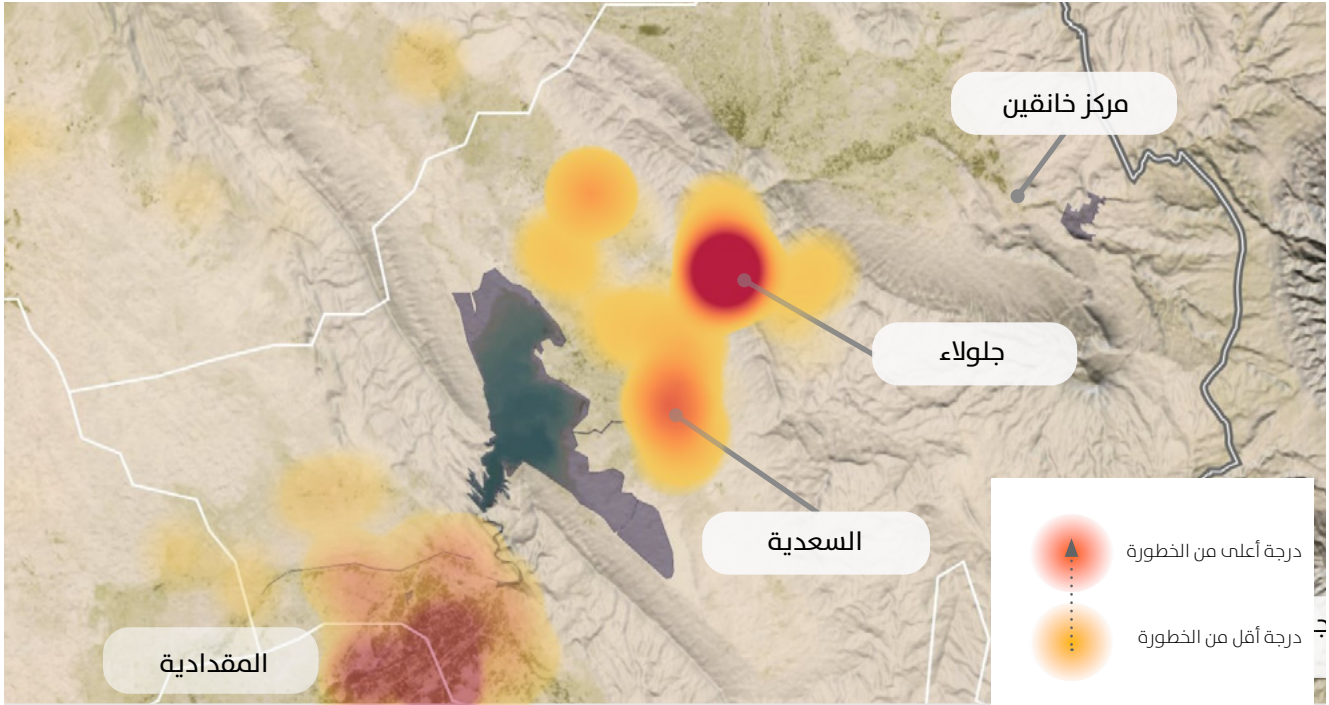 مركز خانقين
جلولاء
السعدية
المقدادية
درجة أعلى من الخطورة
درجة أقل من الخطورة